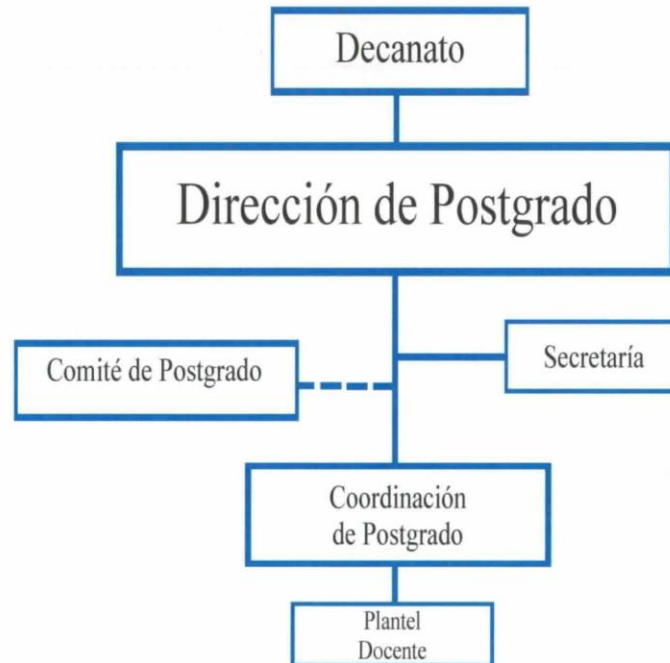 Decanato
Dirección de Postgrado
Comité de Postgrado
Secretaría
Coordinación
de Postgrado
Plantel
Docente